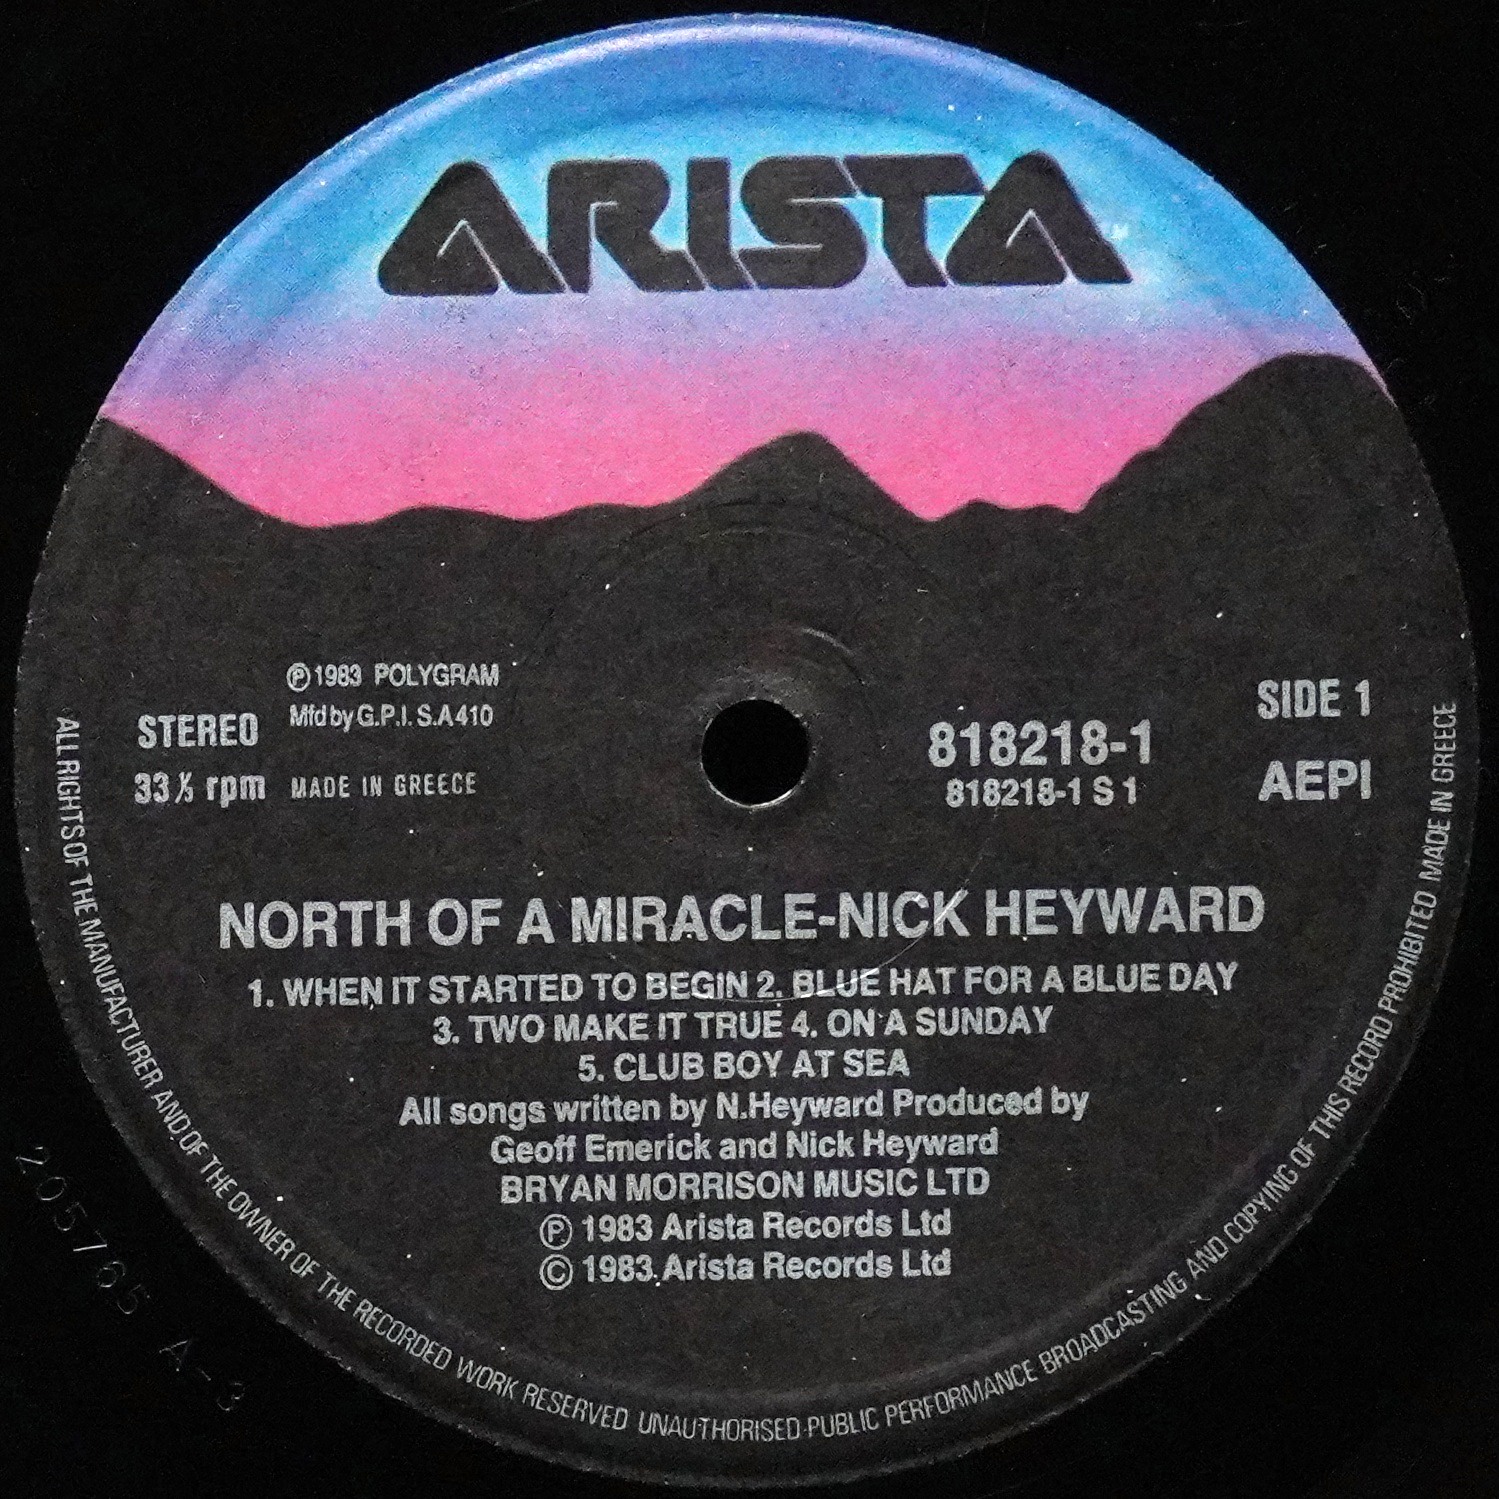 ARISTA
℗ 1983 POLYGRAM
Mfd by G.P.I. S.A 410
STEREO
33⅓ rpm
MADE IN GREECE
818218-1
818218-1 S 1
SIDE 1
AEPI
NORTH OF A MIRACLE-NICK HEYWARD
1. WHEN IT STARTED TO BEGIN 2. BLUE HAT FOR A BLUE DAY
3. TWO MAKE IT TRUE 4. ON A SUNDAY
5. CLUB BOY AT SEA
All songs written by N.Heyward Produced by
Geoff Emerick and Nick Heyward
BRYAN MORRISON MUSIC LTD
℗ 1983 Arista Records Ltd
© 1983 Arista Records Ltd
ALL RIGHTS OF THE MANUFACTURER AND OF THE OWNER OF THE RECORDED WORK RESERVED UNAUTHORISED PUBLIC PERFORMANCE BROADCASTING AND COPYING OF THIS RECORD PROHIBITED MADE IN GREECE
205765 A-3